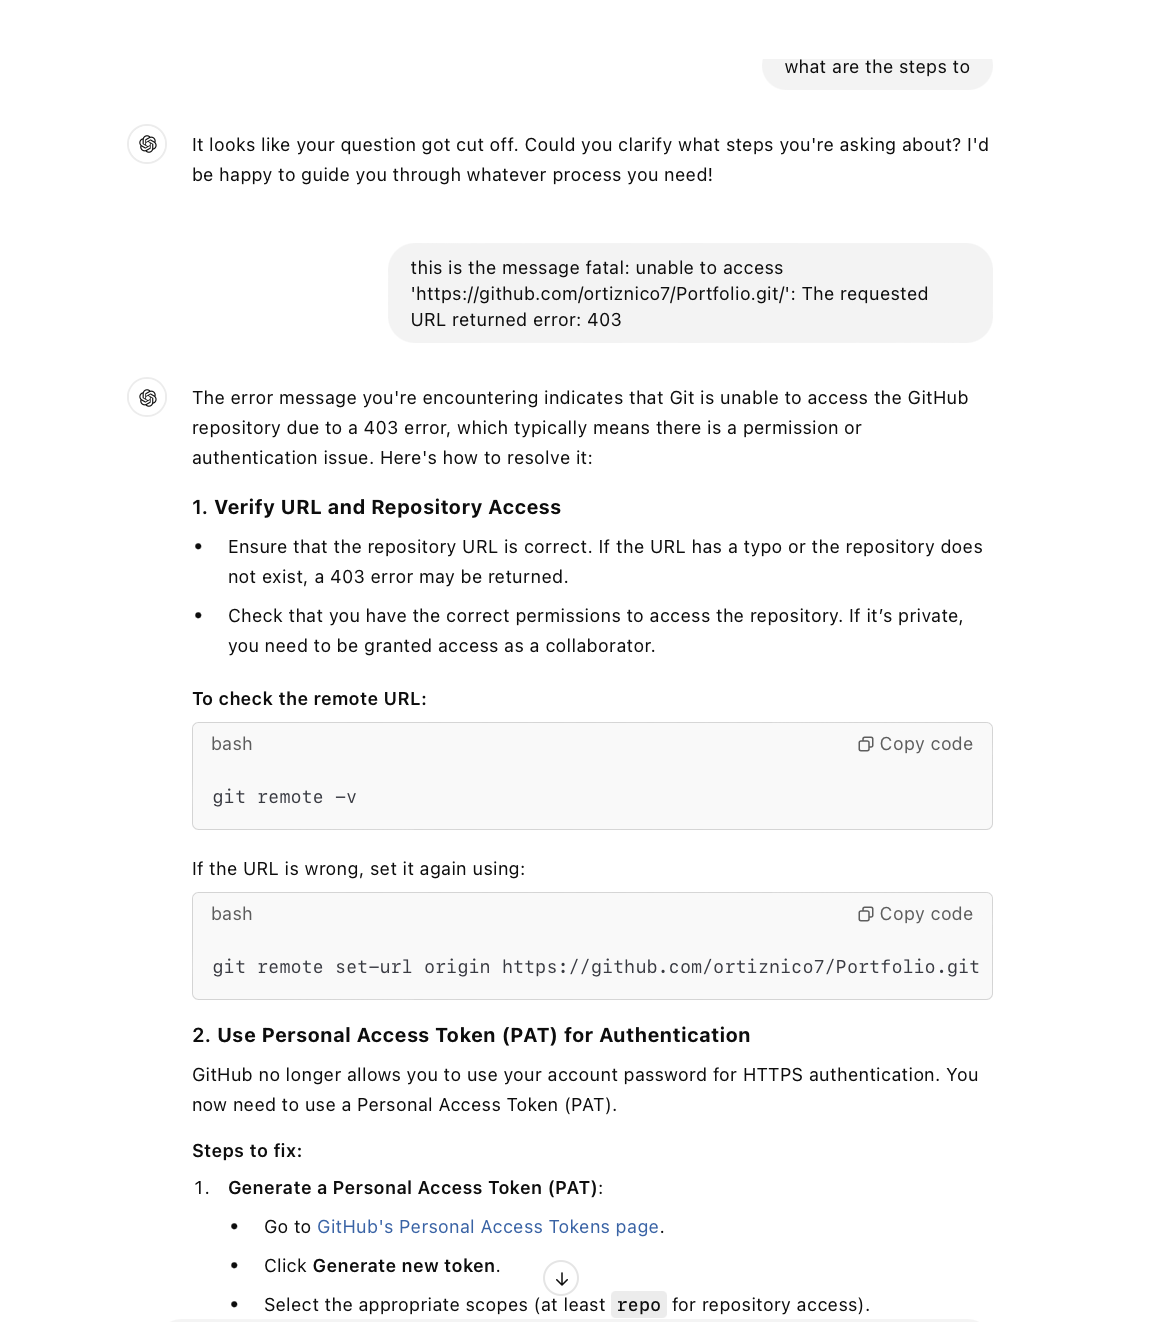 what are the steps to
It looks like your question got cut off. Could you clarify what steps you're asking about? I'd
be happy to guide you through whatever process you need!
this is the message fatal: unable to access
'https://github.com/ortiznico7/Portfolio.git/': The requested
URL returned error: 403
The error message you're encountering indicates that Git is unable to access the GitHub
repository due to a 403 error, which typically means there is a permission or
authentication issue. Here's how to resolve it:
1. Verify URL and Repository Access
• Ensure that the repository URL is correct. If the URL has a typo or the repository does
not exist, a 403 error may be returned.
• Check that you have the correct permissions to access the repository. If it’s private,
you need to be granted access as a collaborator.
To check the remote URL:
bash Copy code
git remote -v
If the URL is wrong, set it again using:
bash Copy code
git remote set-url origin https://github.com/ortiznico7/Portfolio.git
2. Use Personal Access Token (PAT) for Authentication
GitHub no longer allows you to use your account password for HTTPS authentication. You
now need to use a Personal Access Token (PAT).
Steps to fix:
1. Generate a Personal Access Token (PAT):
• Go to GitHub's Personal Access Tokens page.
• Click Generate new token.
• Select the appropriate scopes (at least repo for repository access).